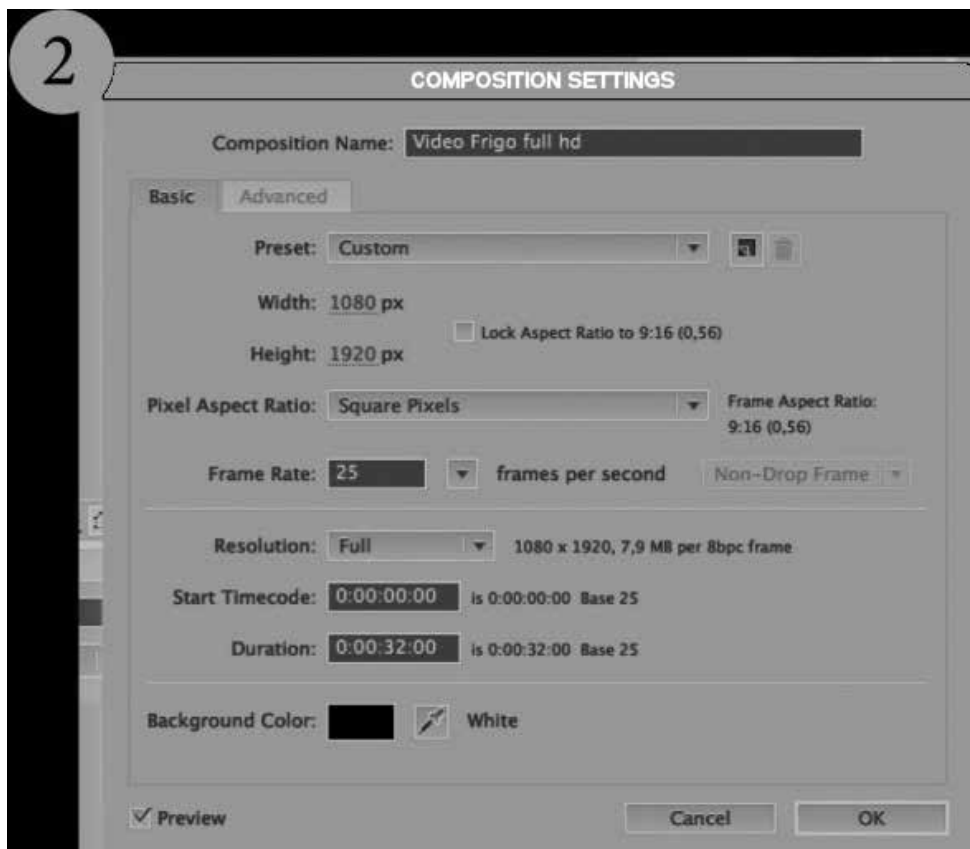 2
COMPOSITION SETTINGS
Composition Name: Video Frigo full hd
Basic Advanced
Preset: Custom
Width: 1080 px
Lock Aspect Ratio to 9:16 (0,56)
Height: 1920 px
Pixel Aspect Ratio: Square Pixels
Frame Aspect Ratio:
9:16 (0,56)
Frame Rate: 25 frames per second Non-Drop Frame
Resolution: Full 1080 x 1920, 7,9 MB per 8bpc frame
Start Timecode: 0:00:00:00 is 0:00:00:00 Base 25
Duration: 0:00:32:00 is 0:00:32:00 Base 25
Background Color: White
Preview Cancel OK